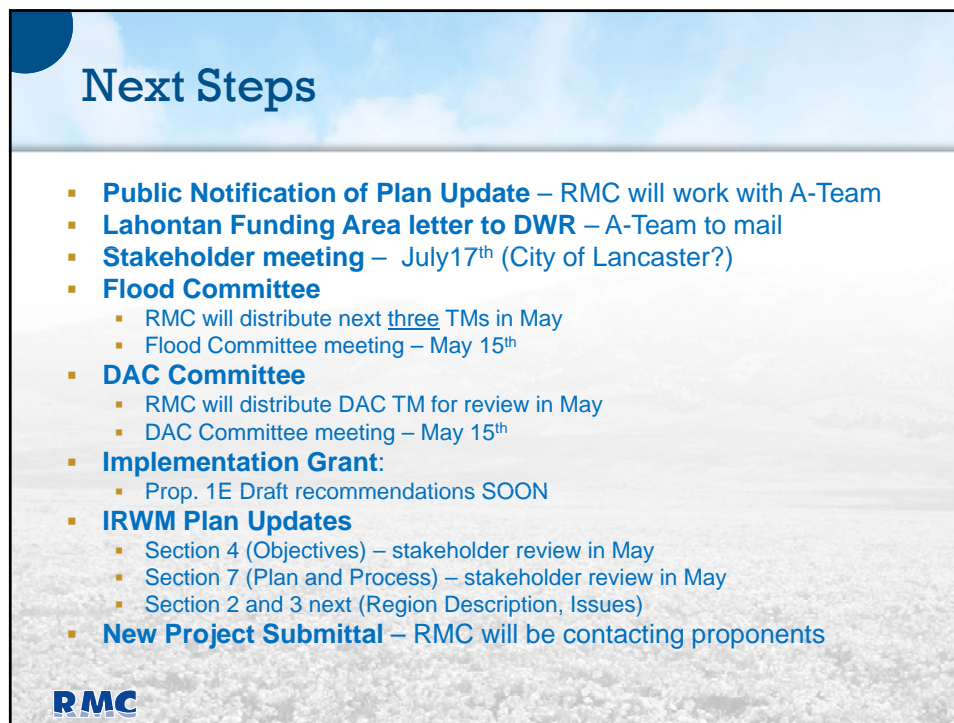 Next Steps
Public Notification of Plan Update – RMC will work with A-Team
Lahontan Funding Area letter to DWR – A-Team to mail
Stakeholder meeting – July17th (City of Lancaster?)
Flood Committee
RMC will distribute next three TMs in May
Flood Committee meeting – May 15th
DAC Committee
RMC will distribute DAC TM for review in May
DAC Committee meeting – May 15th
Implementation Grant:
Prop. 1E Draft recommendations SOON
IRWM Plan Updates
Section 4 (Objectives) – stakeholder review in May
Section 7 (Plan and Process) – stakeholder review in May
Section 2 and 3 next (Region Description, Issues)
New Project Submittal – RMC will be contacting proponents
RMC